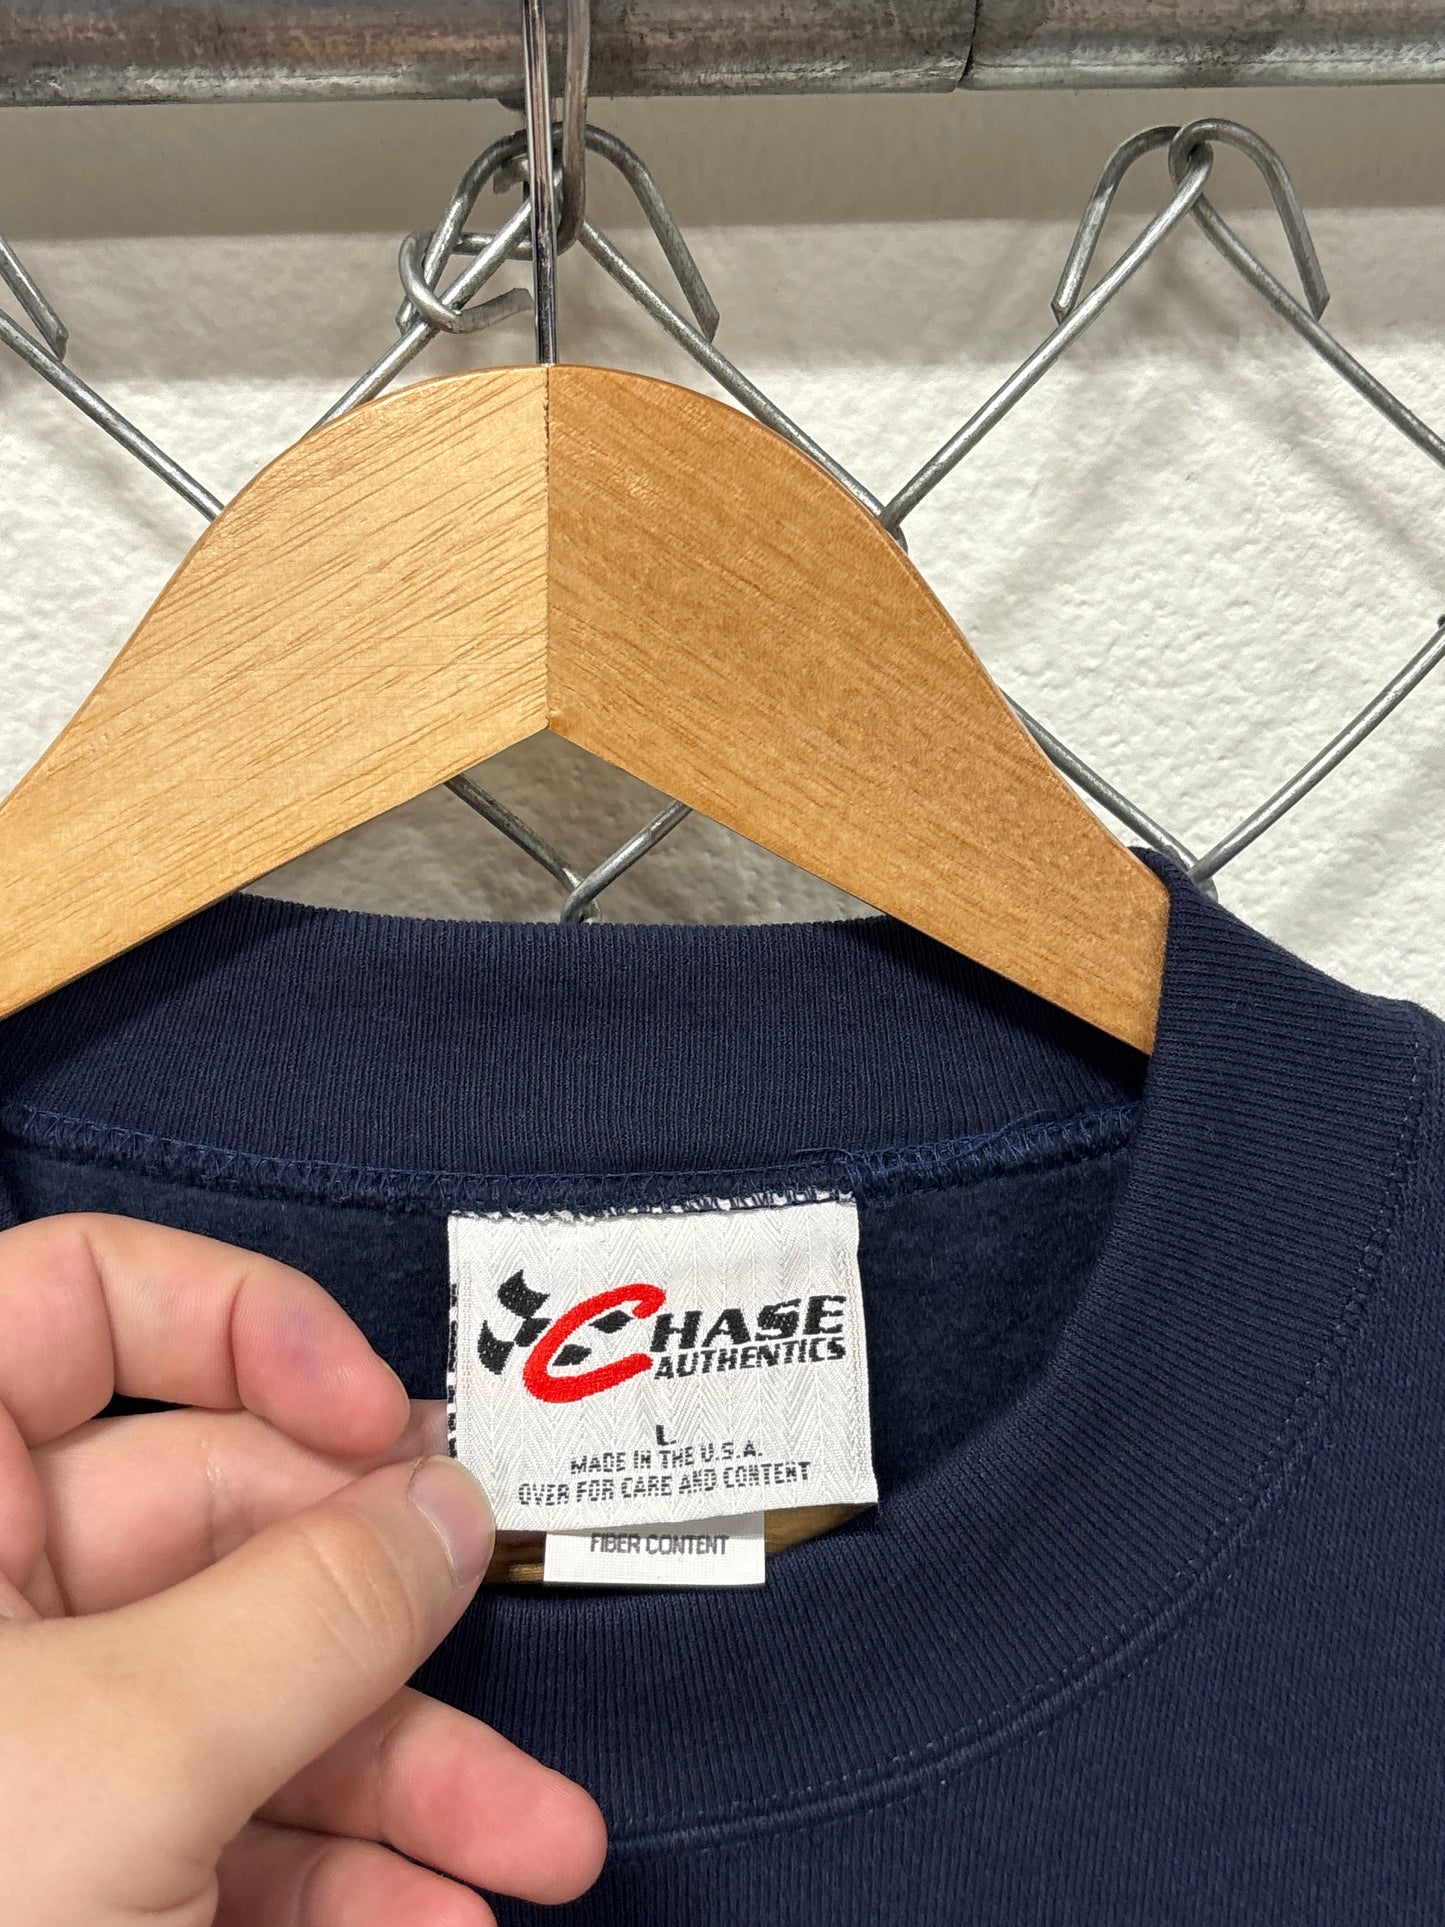 CHASE
AUTHENTICS
L
MADE IN THE U.S.A.
OVER FOR CARE AND CONTENT
FIBER CONTENT